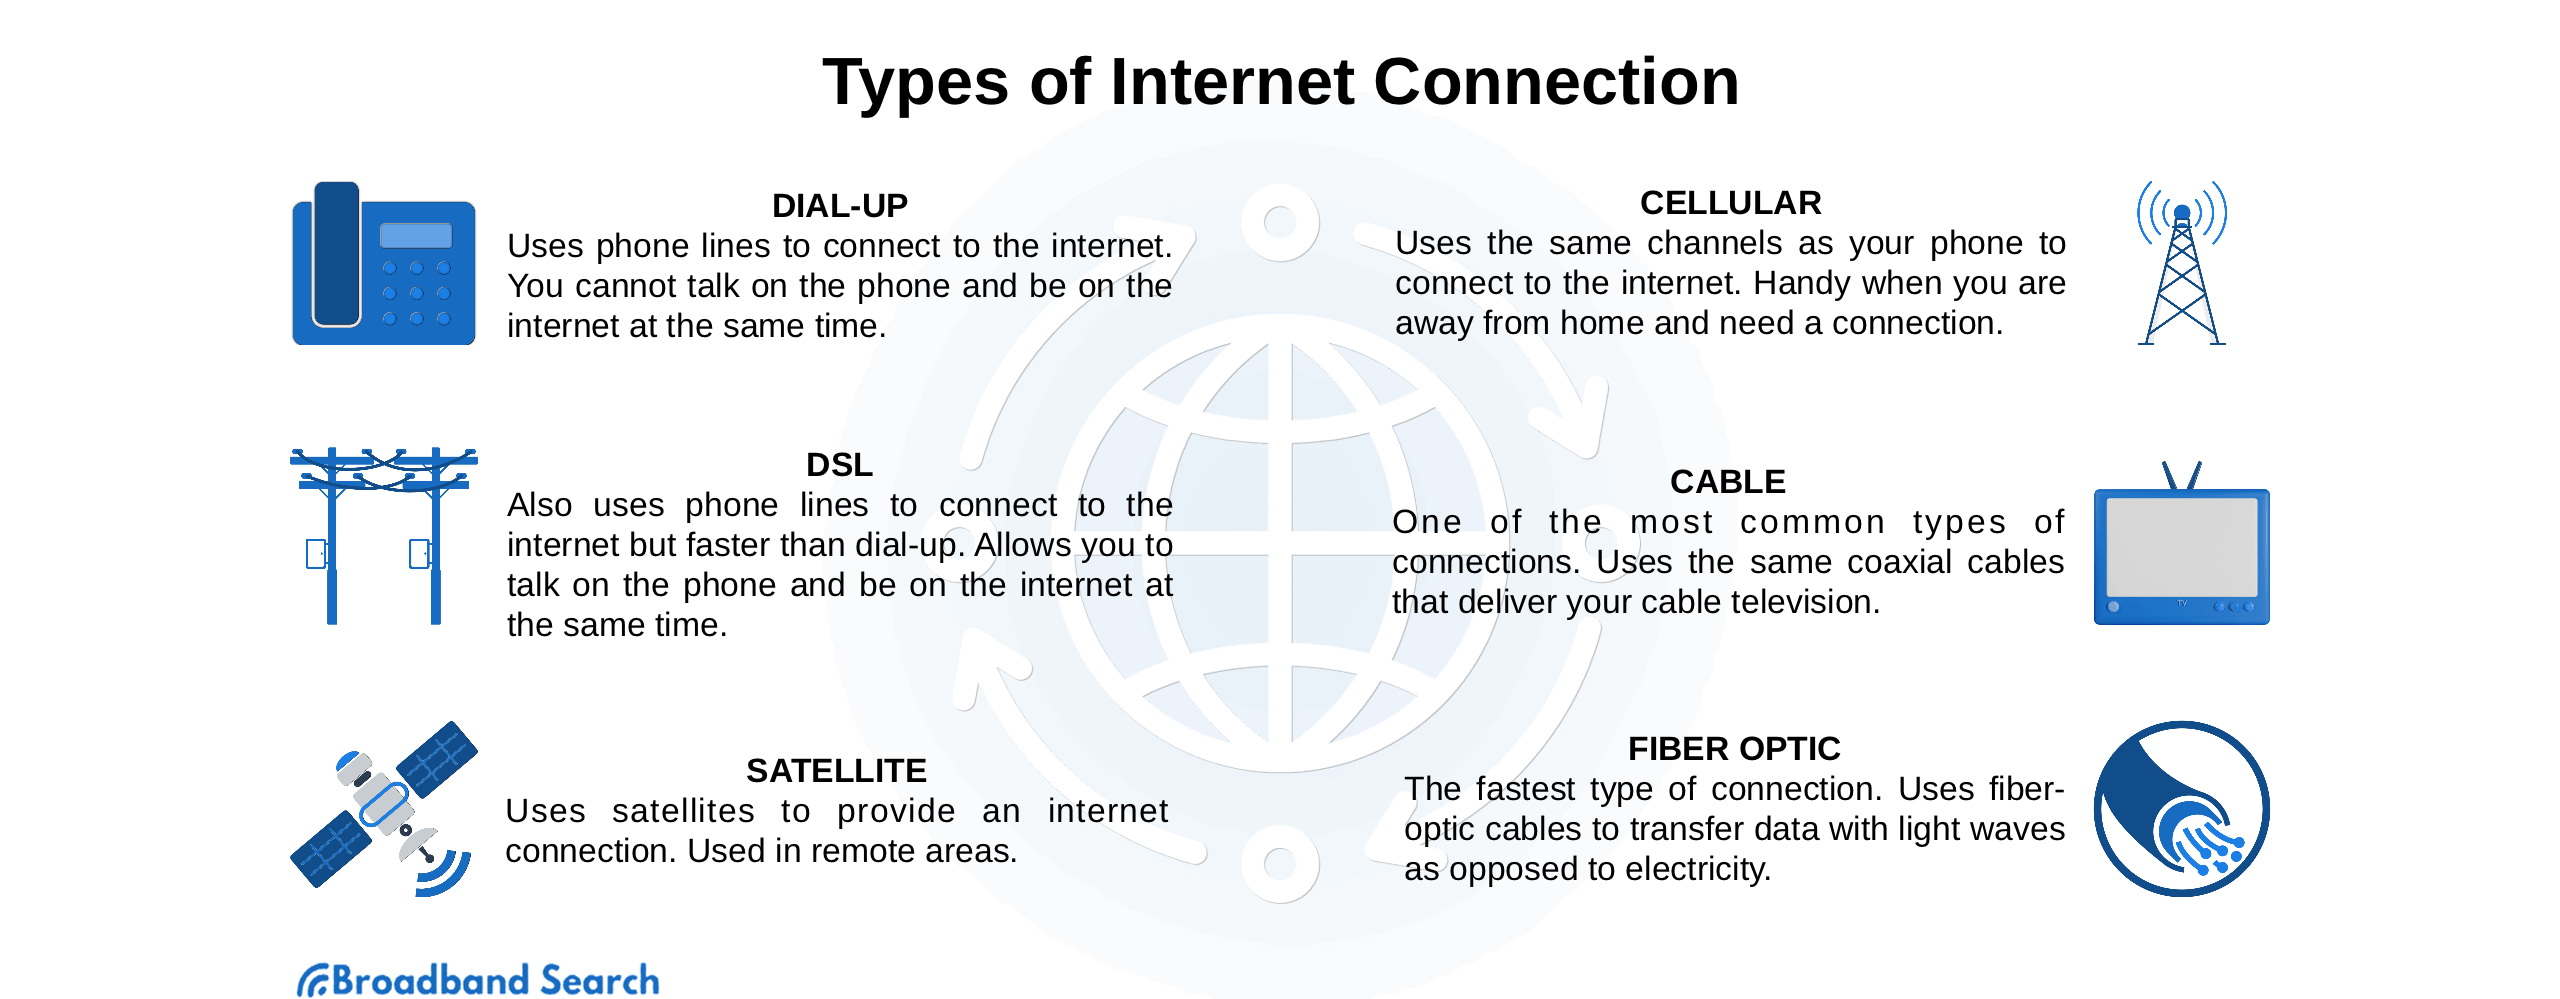 Types of Internet Connection
DIAL-UP
Uses phone lines to connect to the internet.
You cannot talk on the phone and be on the
internet at the same time.
DSL
Also uses phone lines to connect to the
internet but faster than dial-up. Allows you to
talk on the phone and be on the internet at
the same time.
SATELLITE
Uses satellites to provide an internet
connection. Used in remote areas.
CELLULAR
Uses the same channels as your phone to
connect to the internet. Handy when you are
away from home and need a connection.
CABLE
One of the most common types of
connections. Uses the same coaxial cables
that deliver your cable television.
TV
FIBER OPTIC
The fastest type of connection. Uses fiber-
optic cables to transfer data with light waves
as opposed to electricity.
Broadband Search